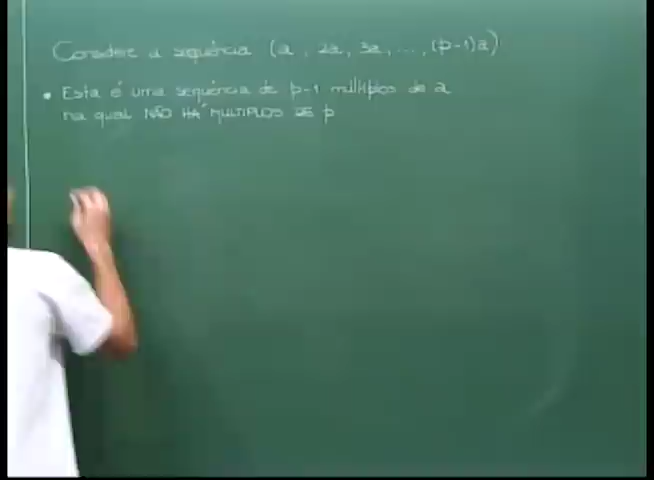 Considere a sequência (a, 2a, 3a, ..., (p-1)a)
• Esta é uma sequência de p-1 múltiplos de a
na qual NÃO HÁ MÚLTIPLOS DE p